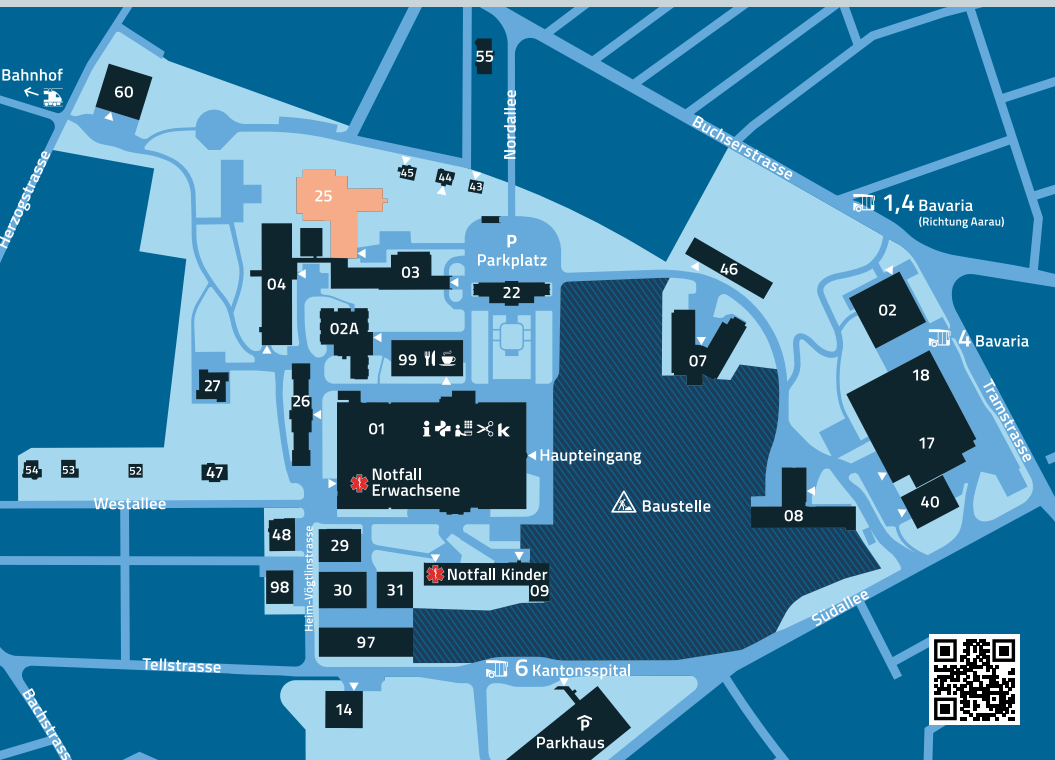 55
Bahnhof
60
Nordallee
Buchserstrasse
Herzogstrasse
45
44
43
25
1,4 Bavaria
(Richtung Aarau)
P
Parkplatz
03
46
04
22
02
02A
4 Bavaria
99
07
18
27
26
Tramstrasse
01
i
k
17
Haupteingang
54
53
52
47
Notfall
Erwachsene
Westallee
Baustelle
40
08
48
29
Heim-Vögtlinstrasse
Notfall Kinder
98
30
31
09
Südallee
97
Tellstrasse
6 Kantonsspital
Bachstrass
14
P
Parkhaus